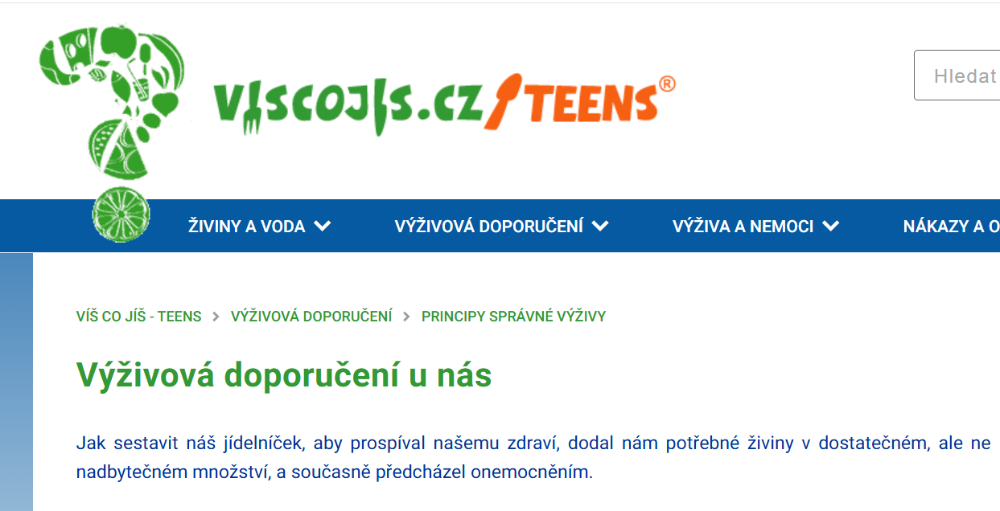 VISCOJIS.CZ/TEENS®
Hledat
ŽIVINY A VODA
VÝŽIVOVÁ DOPORUČENÍ
VÝŽIVA A NEMOCI
NÁKAZY A O
VÍŠ CO JÍŠ - TEENS > VÝŽIVOVÁ DOPORUČENÍ > PRINCIPY SPRÁVNÉ VÝŽIVY
Výživová doporučení u nás
Jak sestavit náš jídelníček, aby prospíval našemu zdraví, dodal nám potřebné živiny v dostatečném, ale ne
nadbytečném množství, a současně předcházel onemocněním.